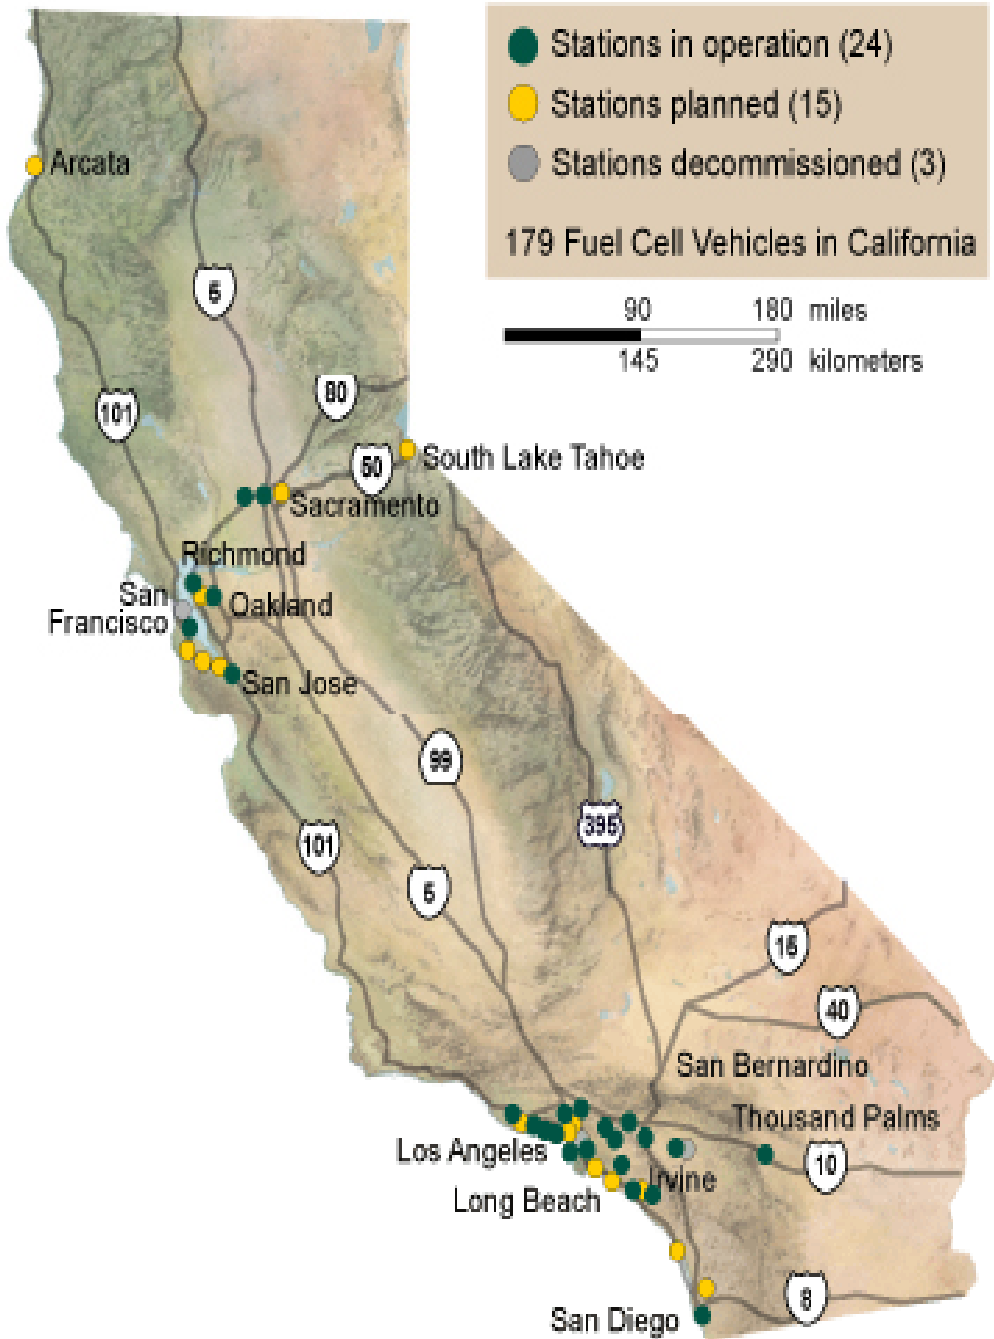 Stations in operation (24)
Stations planned (15)
Stations decommissioned (3)
179 Fuel Cell Vehicles in California
90 180 miles
145 290 kilometers
Arcata
5
80
101
50
South Lake Tahoe
Sacramento
Richmond
San
Francisco
Oakland
San Jose
99
395
101
5
15
40
San Bernardino
Thousand Palms
Los Angeles
10
Irvine
Long Beach
8
San Diego